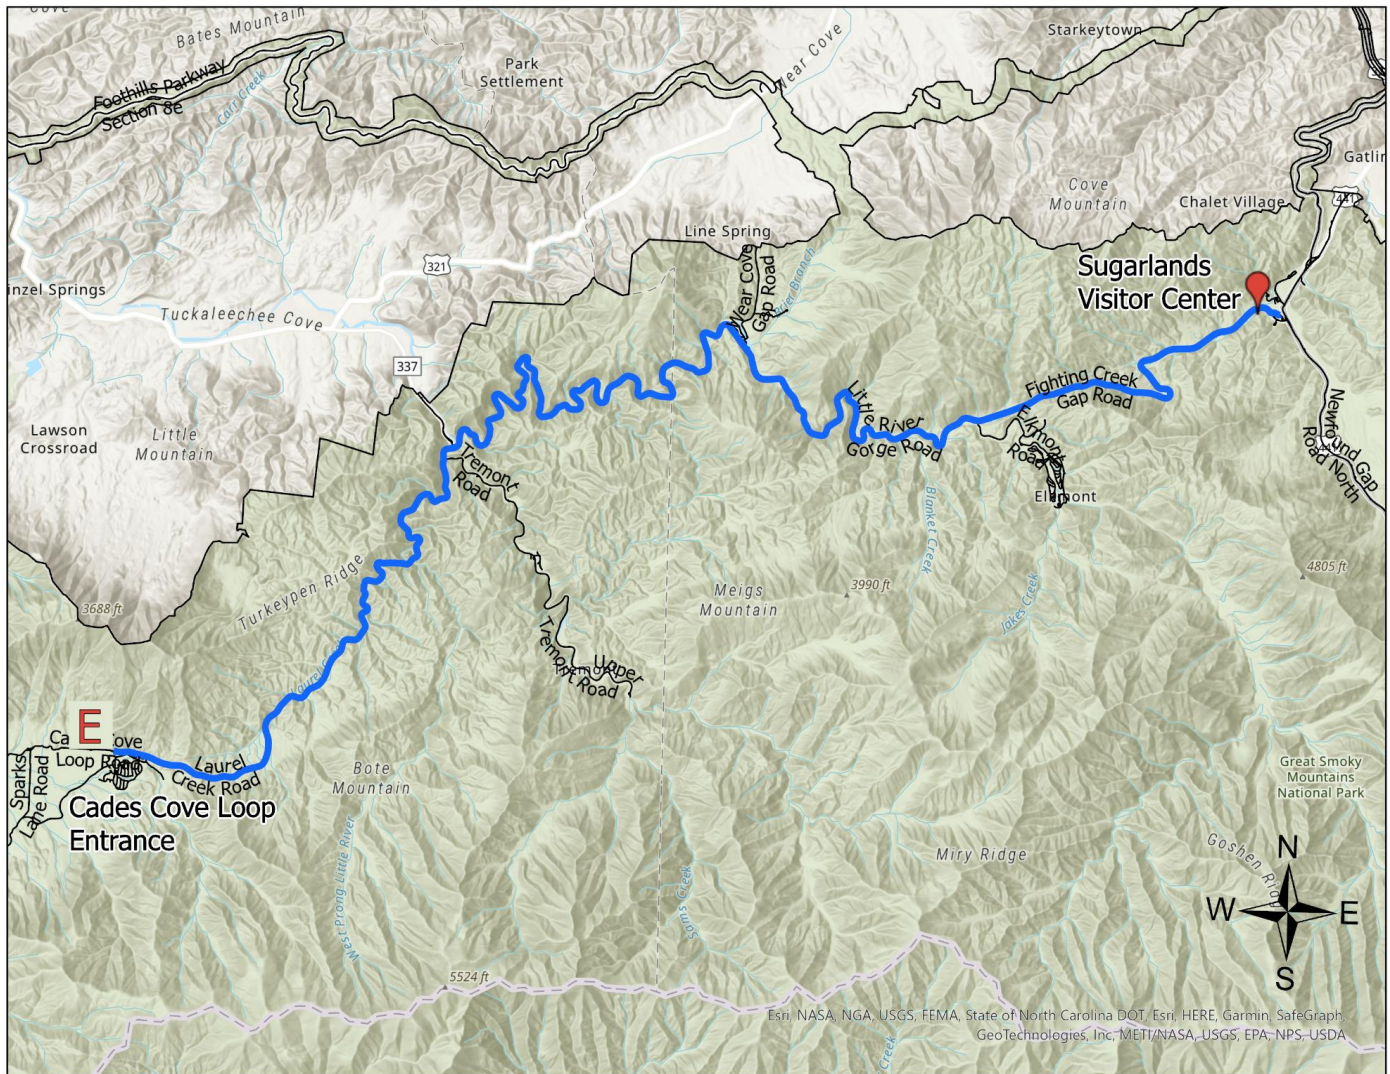 Cove
Bates Mountain
Starkeytown
Near Cove
Park
Settlement
Foothills Parkway
Section 8e
Carr Creek
Gatlin
Cove
Mountain
Chalet Village
441
Line Spring
321
Wear Cove
Gap Road
Sugarlands
Visitor Center
inzel Springs
Tuckaleechee Cove
337
Fighting Creek
Gap Road
Little River
Gorge Road
Elkmont
Road
Newfound Gap
Road North
Lawson
Crossroad
Little
Mountain
Tremont
Road
Elkmont
Blanket Creek
Turkeypen Ridge
3688 ft
Meigs
Mountain
3990 ft
4805 ft
Jakes Creek
Upper
Tremont Road
E
Loop Road
Laurel
Creek Road
Sparks
Lane Road
Cades Cove Loop
Entrance
Bote
Mountain
Great Smoky
Mountains
National Park
West Prong Little River
Sams Creek
Miry Ridge
Goshen Ridg
N
W
E
S
5524 ft
Esri, NASA, NGA, USGS, FEMA, State of North Carolina DOT, Esri, HERE, Garmin, SafeGraph,
GeoTechnologies, Inc, METI/NASA, USGS, EPA, NPS, USDA
Creek